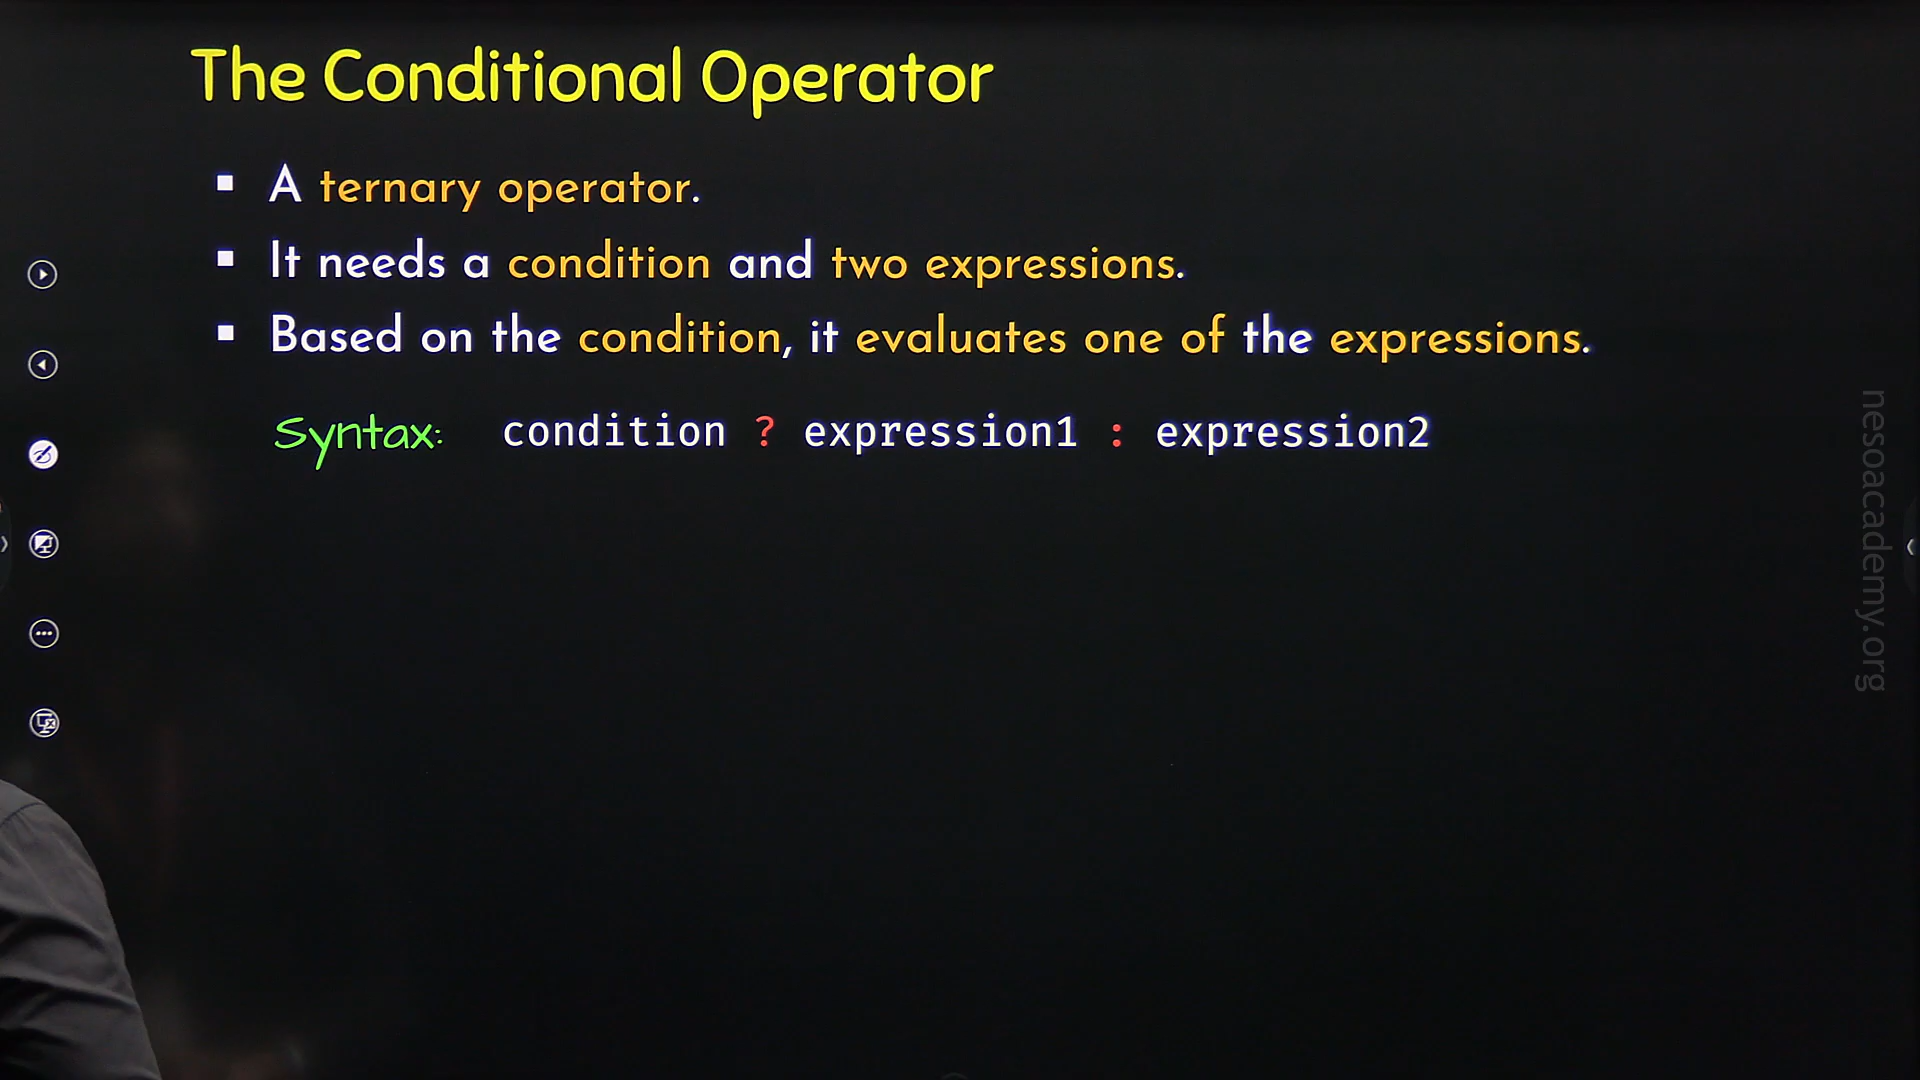 The Conditional Operator
▪ A ternary operator.
▪ It needs a condition and two expressions.
▪ Based on the condition, it evaluates one of the expressions.
Syntax: condition ? expression1 : expression2
nesoacademy.org